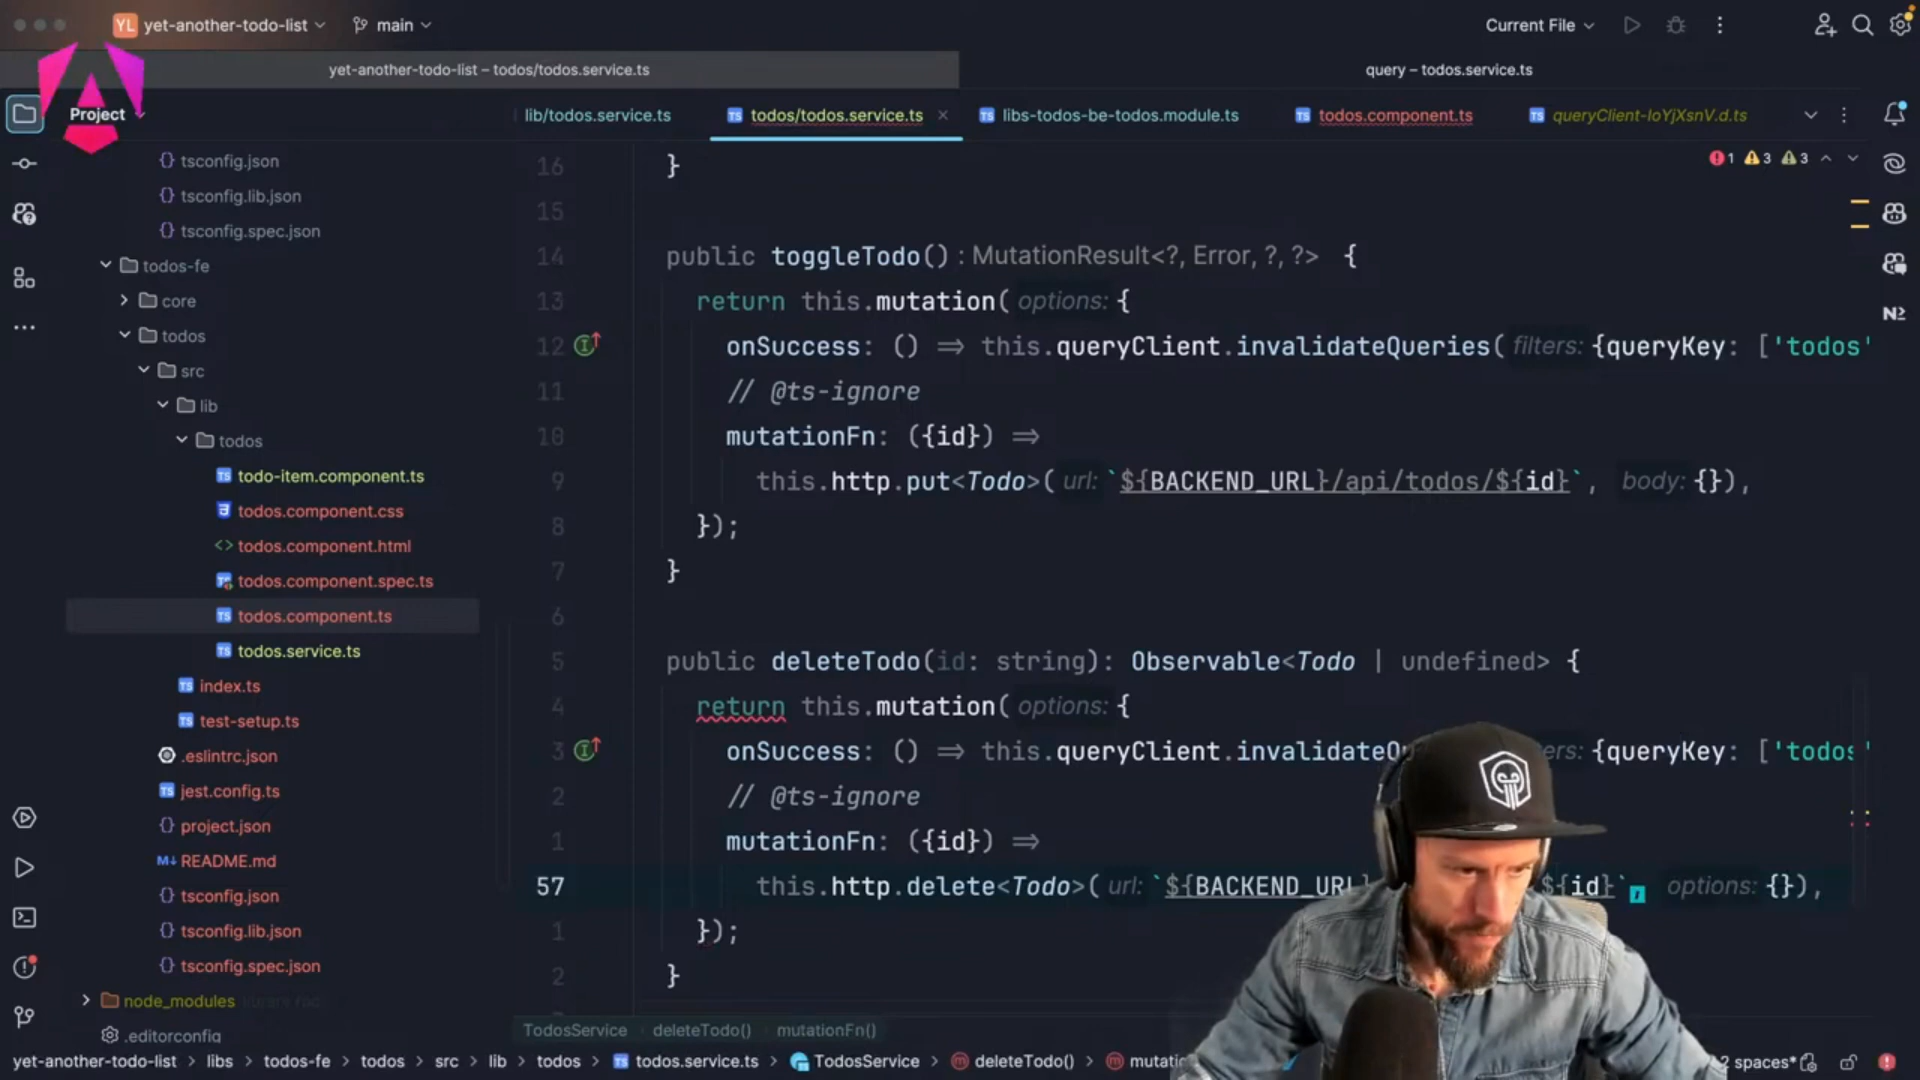 YL yet-another-todo-list main Current File
yet-another-todo-list – todos/todos.service.ts query – todos.service.ts
Project
lib/todos.service.ts todos/todos.service.ts libs-todos-be-todos.module.ts todos.component.ts queryClient-loYjXsnV.d.ts
1 3 3
tsconfig.json
tsconfig.lib.json
tsconfig.spec.json
todos-fe
core
todos
src
lib
todos
todo-item.component.ts
todos.component.css
todos.component.html
todos.component.spec.ts
todos.component.ts
todos.service.ts
index.ts
test-setup.ts
.eslintrc.json
jest.config.ts
project.json
README.md
tsconfig.json
tsconfig.lib.json
tsconfig.spec.json
node_modules
.editorconfig
16 }
15
14 public toggleTodo() : MutationResult<?, Error, ?, ?> {
13 return this.mutation( options: {
12 onSuccess: () => this.queryClient.invalidateQueries( filters: {queryKey: ['todos'
11 // @ts-ignore
10 mutationFn: ({id}) =>
9 this.http.put<Todo>( url: `${BACKEND_URL}/api/todos/${id}`, body: {}),
8 });
7 }
6
5 public deleteTodo(id: string): Observable<Todo | undefined> {
4 return this.mutation( options: {
3 onSuccess: () => this.queryClient.invalidateQ ers: {queryKey: ['todos'
2 // @ts-ignore
1 mutationFn: ({id}) =>
57 this.http.delete<Todo>( url: `${BACKEND_URL ${id}`, options: {}),
1 });
2 }
TodosService deleteTodo() mutationFn()
yet-another-todo-list > libs > todos-fe > todos > src > lib > todos > todos.service.ts > TodosService > deleteTodo() > mutati 2 spaces*